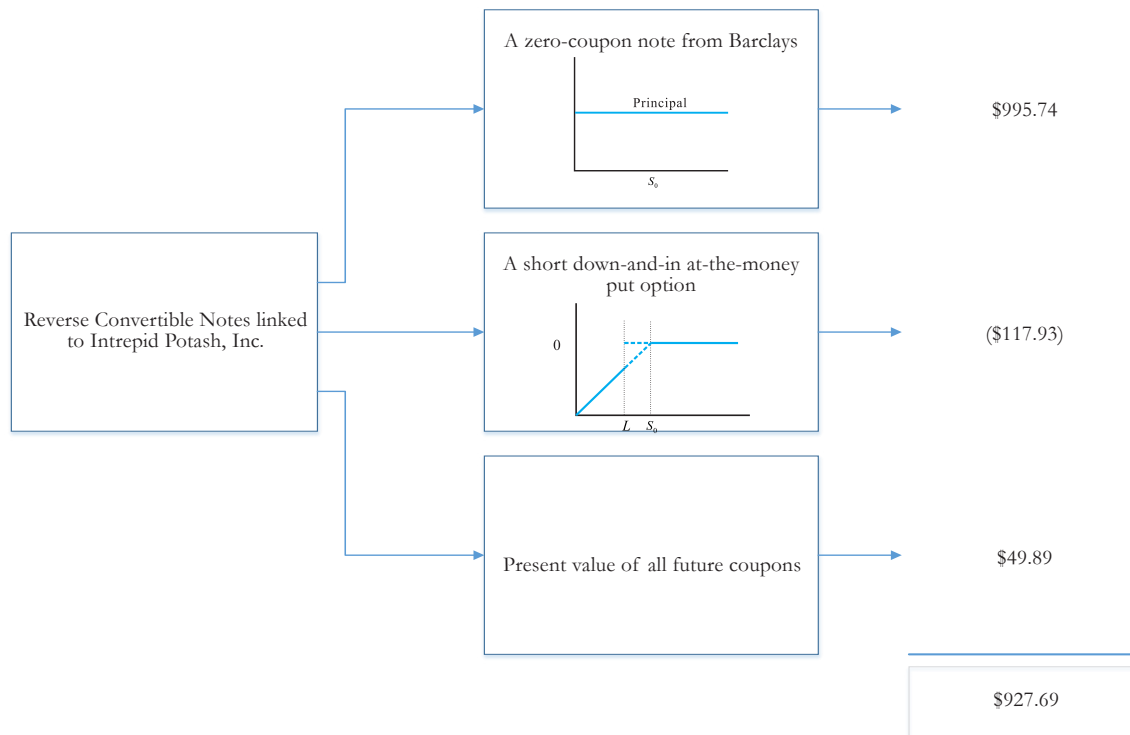 A zero-coupon note from Barclays
Principal
S₀
$995.74
Reverse Convertible Notes linked
to Intrepid Potash, Inc.
A short down-and-in at-the-money
put option
0
L S₀
($117.93)
Present value of all future coupons
$49.89
$927.69